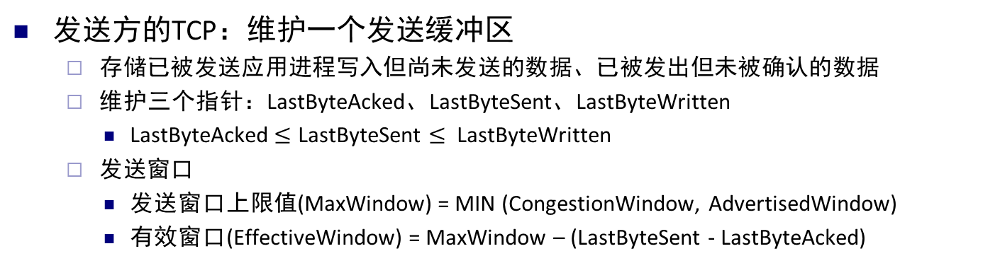 发送方的TCP：维护一个发送缓冲区
存储已被发送应用进程写入但尚未发送的数据、已被发出但未被确认的数据
维护三个指针：LastByteAcked、LastByteSent、LastByteWritten
LastByteAcked ≤ LastByteSent ≤ LastByteWritten
发送窗口
发送窗口上限值(MaxWindow) = MIN (CongestionWindow, AdvertisedWindow)
有效窗口(EffectiveWindow) = MaxWindow – (LastByteSent - LastByteAcked)